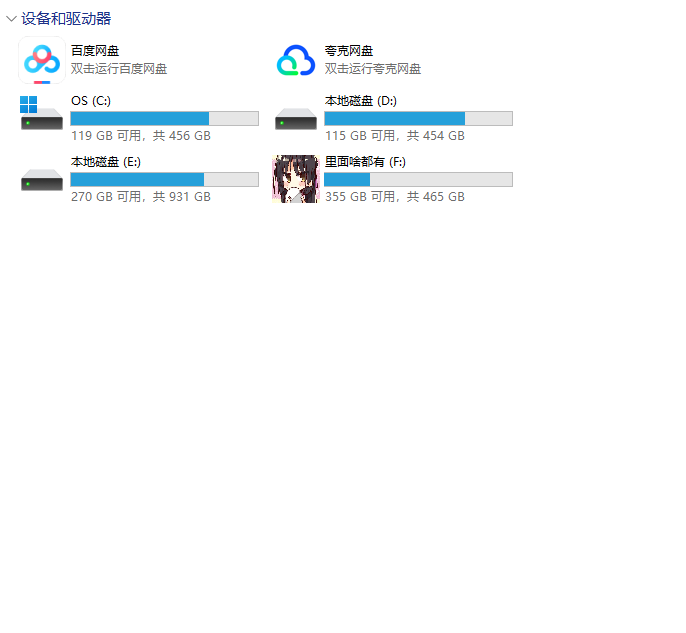 设备和驱动器
百度网盘
双击运行百度网盘
夸克网盘
双击运行夸克网盘
OS (C:)
119 GB 可用，共 456 GB
本地磁盘 (D:)
115 GB 可用，共 454 GB
本地磁盘 (E:)
270 GB 可用，共 931 GB
里面啥都有 (F:)
355 GB 可用，共 465 GB